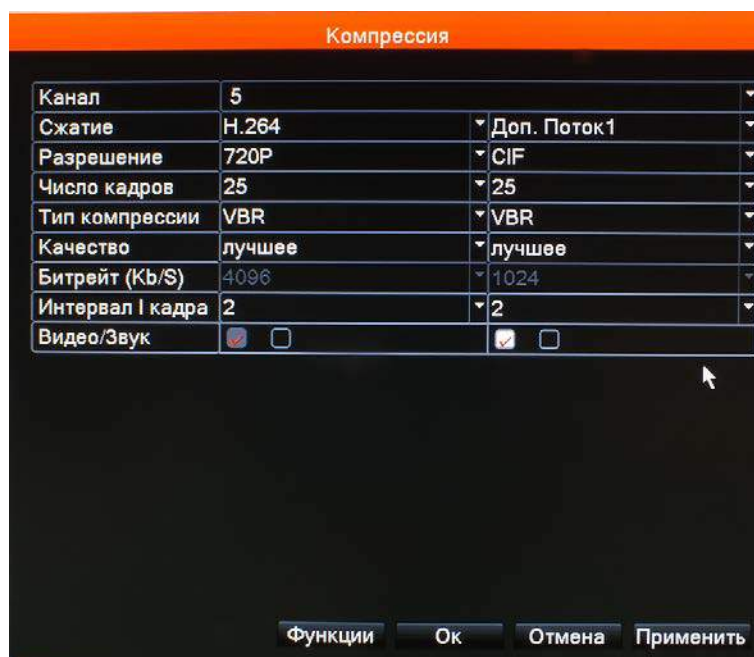 Компрессия
Канал 5
Сжатие H.264 Доп. Поток1
Разрешение 720P CIF
Число кадров 25 25
Тип компрессии VBR VBR
Качество лучшее лучшее
Битрейт (Kb/S) 4096 1024
Интервал I кадра 2 2
Видео/Звук
Функции Ок Отмена Применить